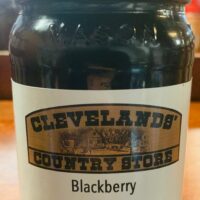 MASON
CLEVELANDS'
COUNTRY STORE
Blackberry